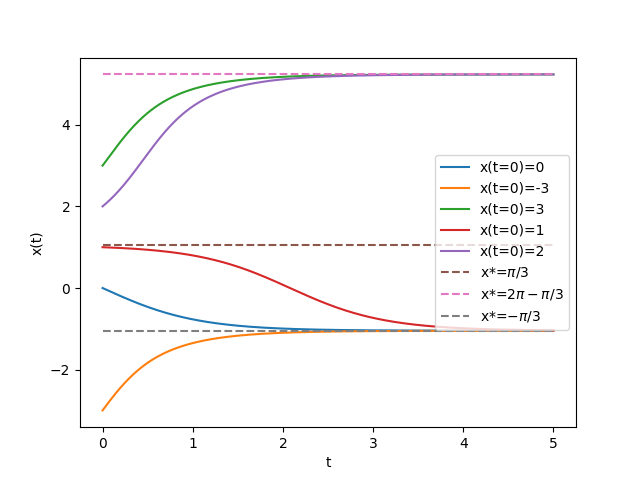 4
2
0
−2
x(t)
x(t=0)=0
x(t=0)=-3
x(t=0)=3
x(t=0)=1
x(t=0)=2
x*=π/3
x*=2π − π/3
x*=−π/3
0 1 2 3 4 5
t